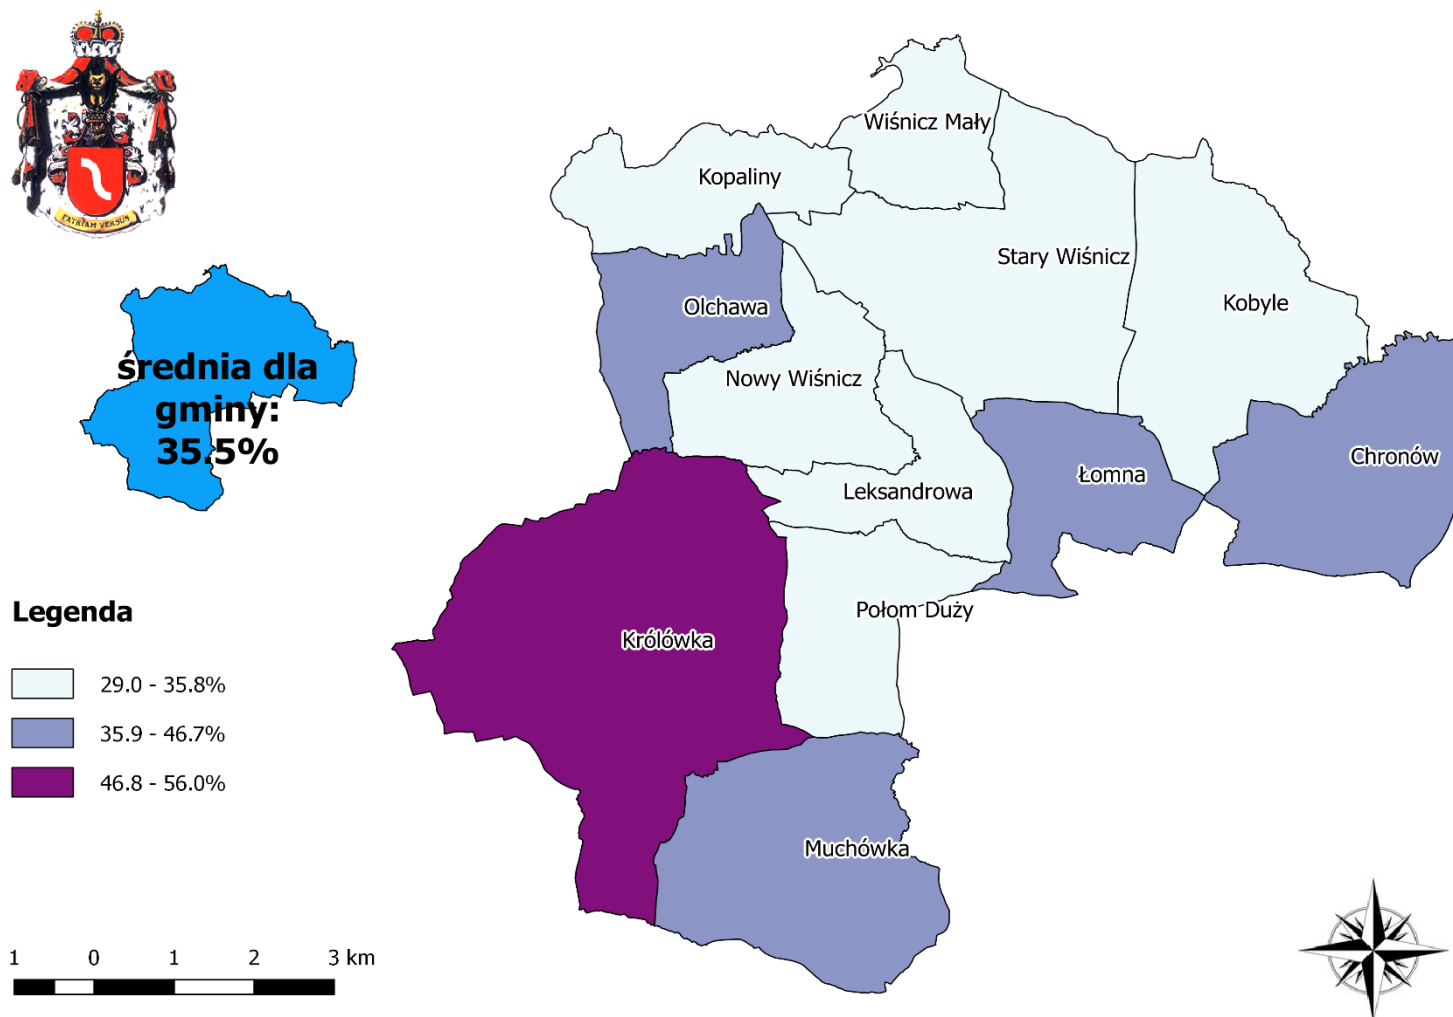 PATRIAM VERSUS
Wiśnicz Mały
Kopaliny
Stary Wiśnicz
Olchawa
Kobyle
średnia dla
gminy:
35.5%
Nowy Wiśnicz
Chronów
Łomna
Leksandrowa
Połom Duży
Królówka
Muchówka
Legenda
29.0 - 35.8%
35.9 - 46.7%
46.8 - 56.0%
1 0 1 2 3 km